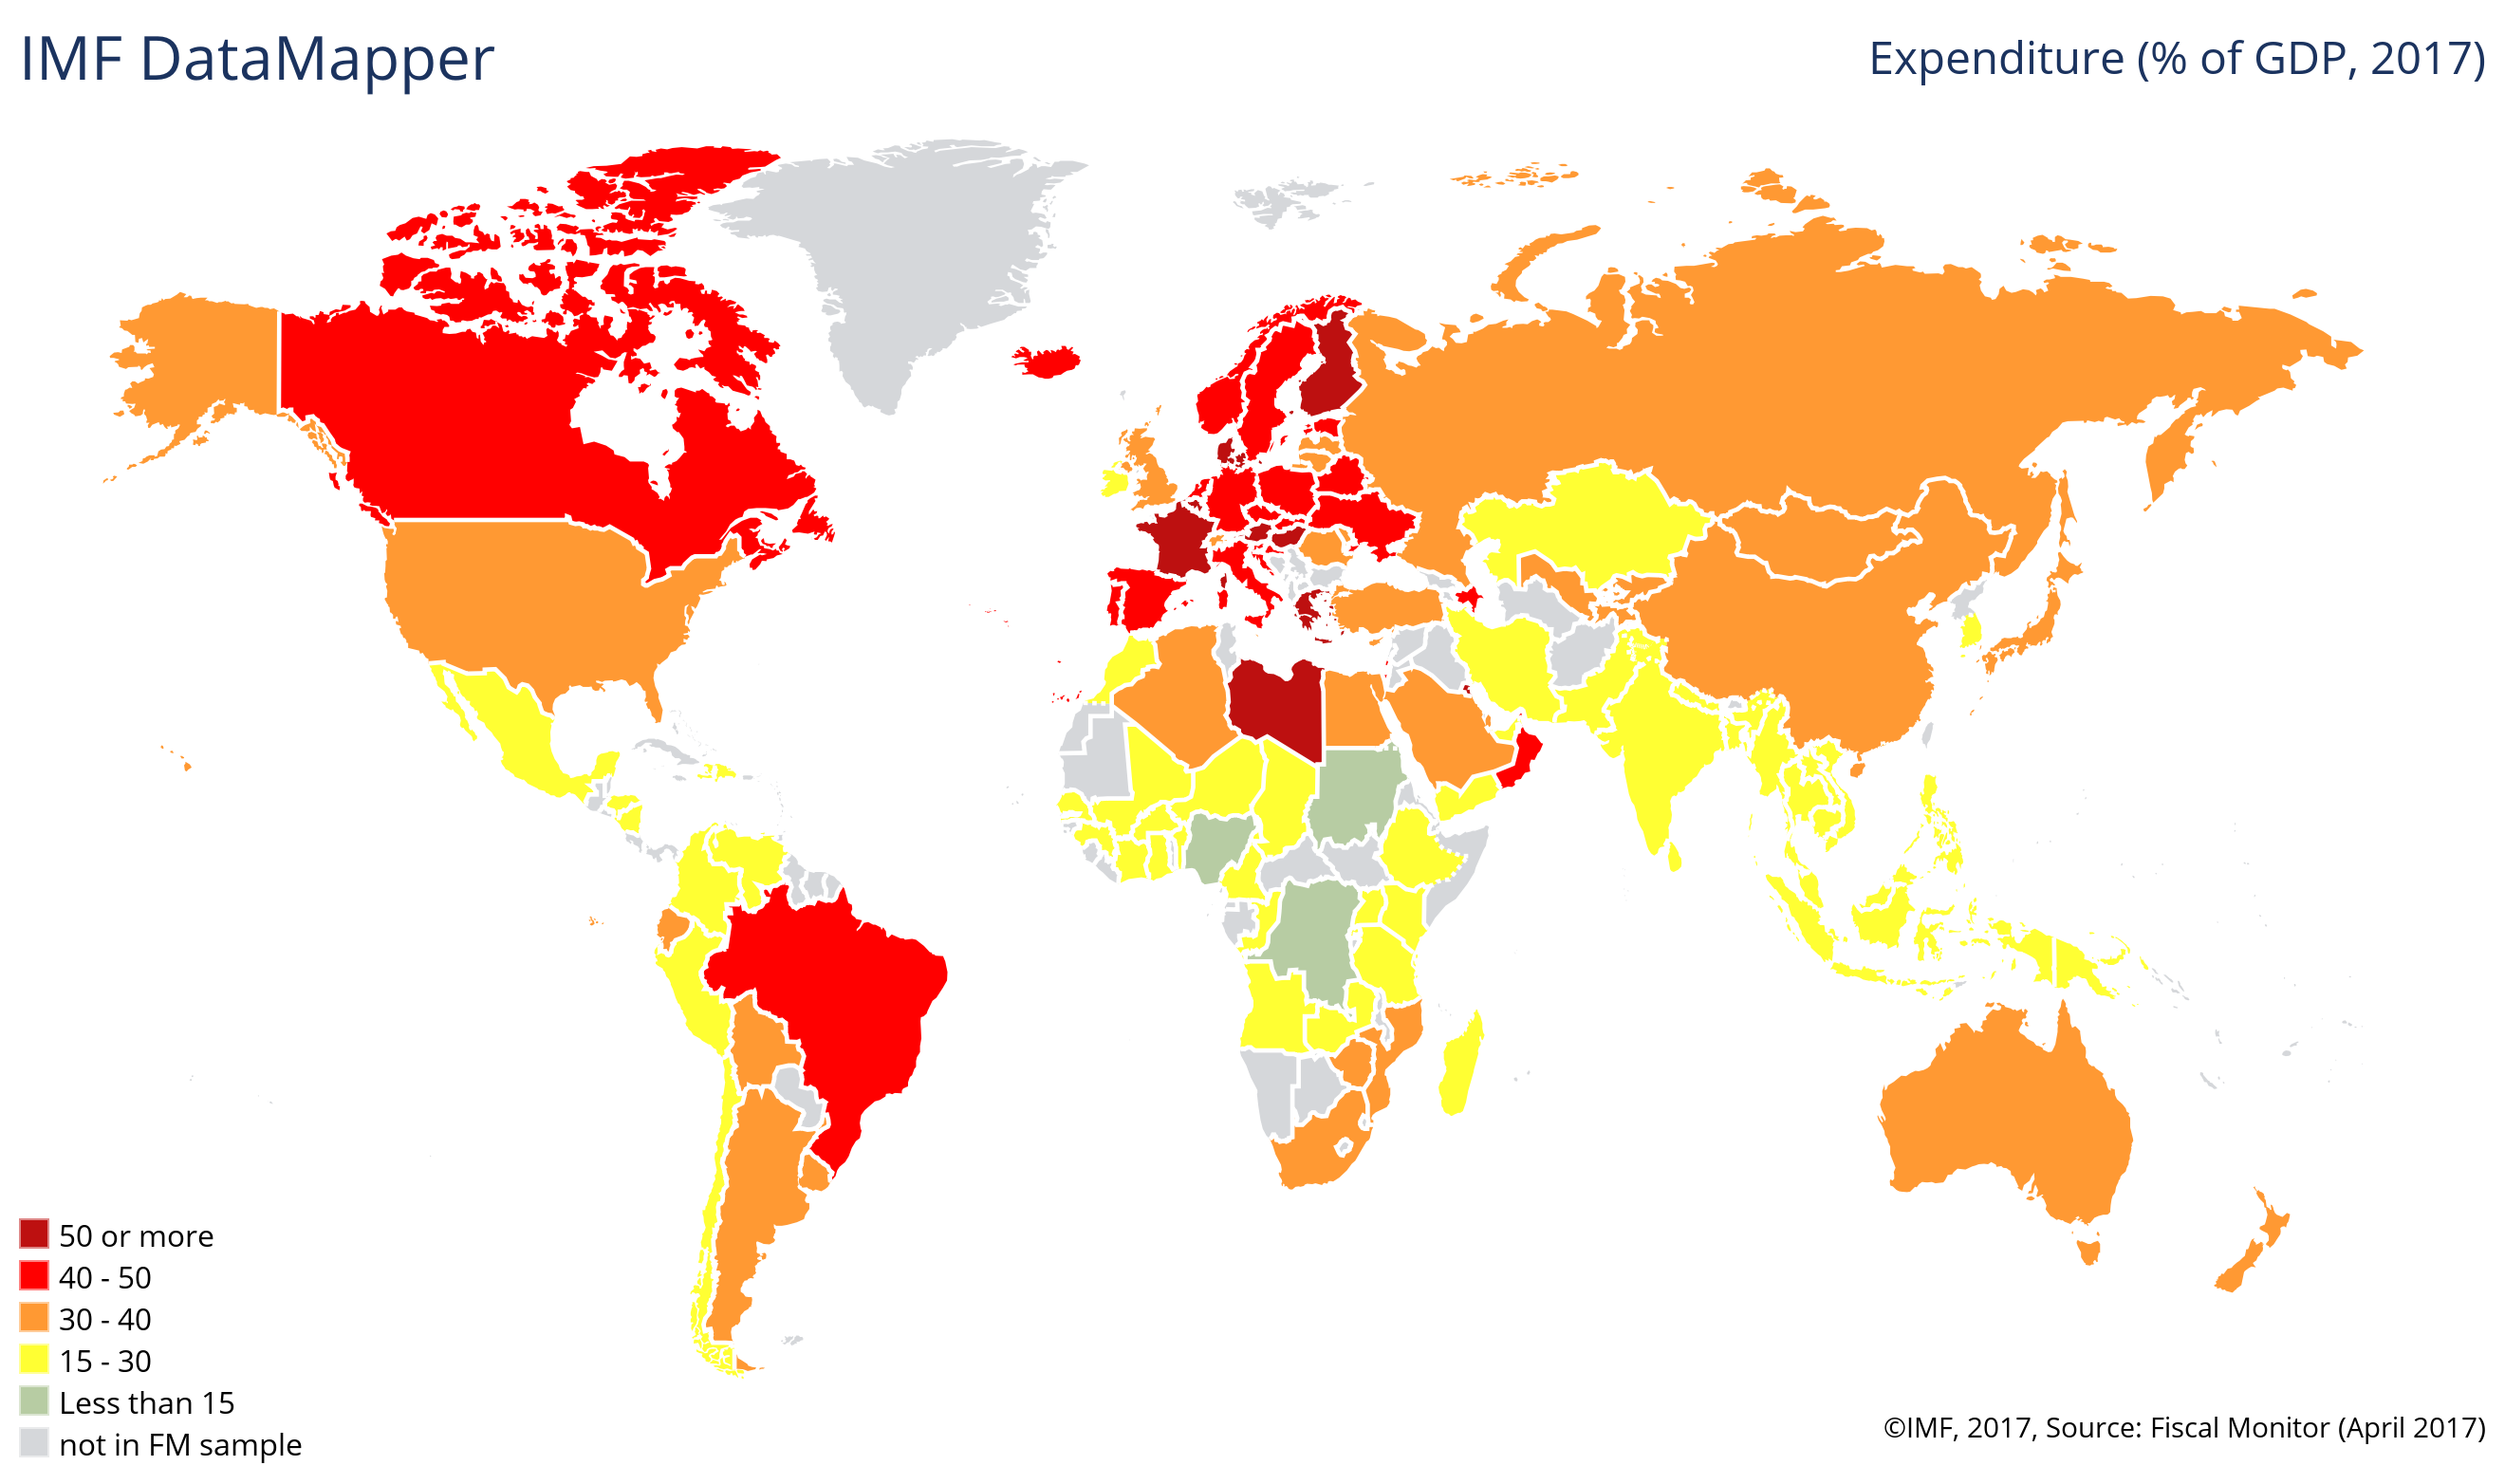 IMF DataMapper
Expenditure (% of GDP, 2017)
50 or more
40 - 50
30 - 40
15 - 30
Less than 15
not in FM sample
©IMF, 2017, Source: Fiscal Monitor (April 2017)